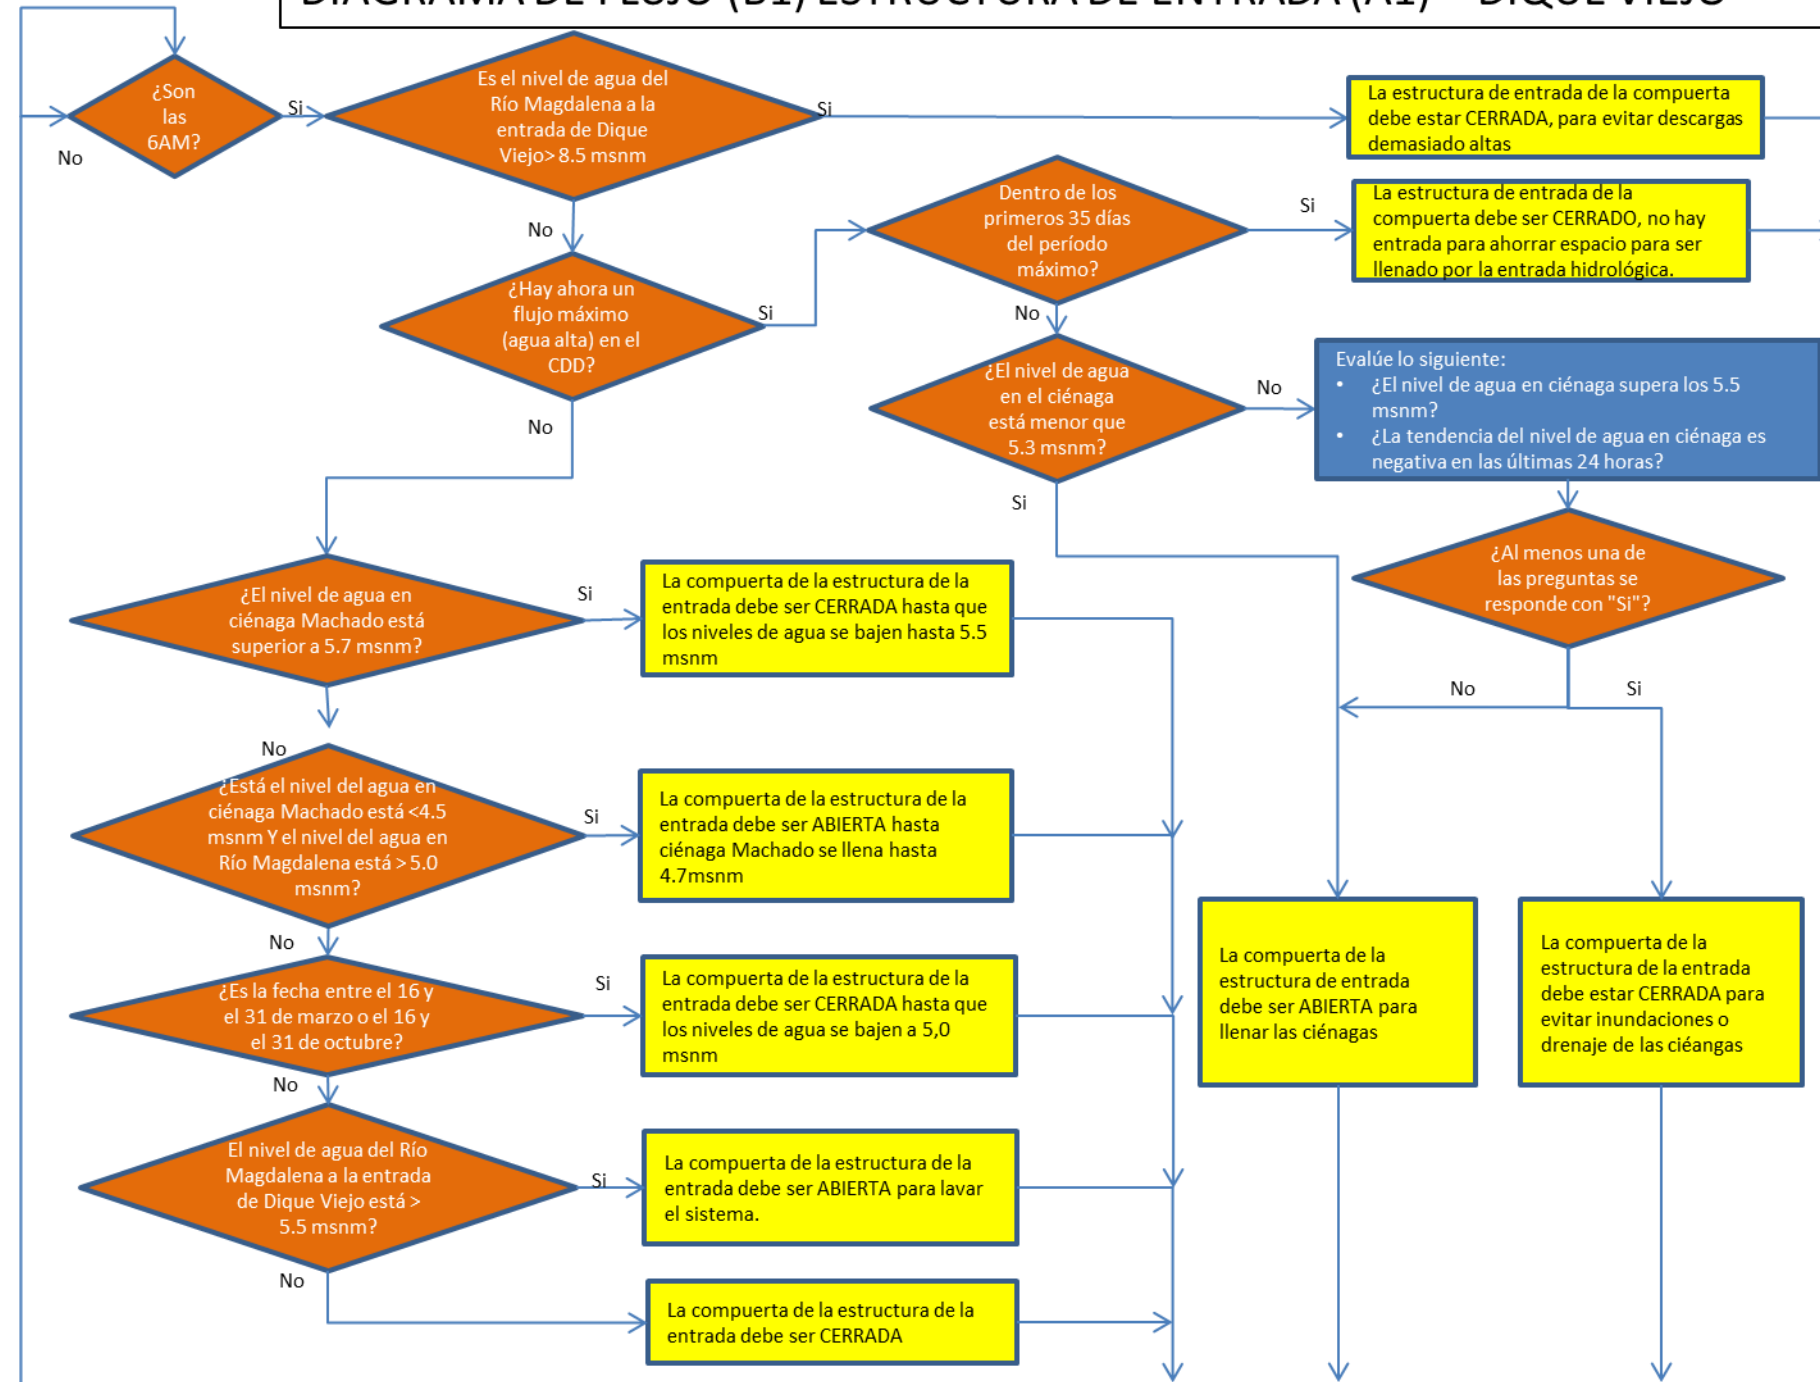 DIAGRAMA DE FLUJO (B1) ESTRUCTURA DE ENTRADA (A1) – DIQUE VIEJO
¿Son
las
6AM?
Si
No
Es el nivel de agua del
Río Magdalena a la
entrada de Dique
Viejo> 8.5 msnm
Si
No
La estructura de entrada de la compuerta
debe estar CERRADA, para evitar descargas
demasiado altas
¿Hay ahora un
flujo máximo
(agua alta) en el
CDD?
Si
No
Dentro de los
primeros 35 días
del período
máximo?
Si
No
La estructura de entrada de la
compuerta debe ser CERRADO, no hay
entrada para ahorrar espacio para ser
llenado por la entrada hidrológica.
¿El nivel de agua
en el ciénaga
está menor que
5.3 msnm?
No
Si
Evalúe lo siguiente:
• ¿El nivel de agua en ciénaga supera los 5.5
msnm?
• ¿La tendencia del nivel de agua en ciénaga es
negativa en las últimas 24 horas?
¿Al menos una de
las preguntas se
responde con "Si"?
No
Si
¿El nivel de agua en
ciénaga Machado está
superior a 5.7 msnm?
Si
No
La compuerta de la estructura de la
entrada debe ser CERRADA hasta que
los niveles de agua se bajen hasta 5.5
msnm
¿Está el nivel del agua en
ciénaga Machado está <4.5
msnm Y el nivel del agua en
Río Magdalena está > 5.0
msnm?
Si
No
La compuerta de la estructura de la
entrada debe ser ABIERTA hasta
ciénaga Machado se llena hasta
4.7msnm
¿Es la fecha entre el 16 y
el 31 de marzo o el 16 y
el 31 de octubre?
Si
No
La compuerta de la estructura de la
entrada debe ser CERRADA hasta que
los niveles de agua se bajen a 5,0
msnm
El nivel de agua del Río
Magdalena a la entrada
de Dique Viejo está >
5.5 msnm?
Si
No
La compuerta de la estructura de la
entrada debe ser ABIERTA para lavar
el sistema.
La compuerta de la estructura de la
entrada debe ser CERRADA
La compuerta de la
estructura de entrada
debe ser ABIERTA para
llenar las ciénagas
La compuerta de la
estructura de la entrada
debe estar CERRADA para
evitar inundaciones o
drenaje de las ciéangas